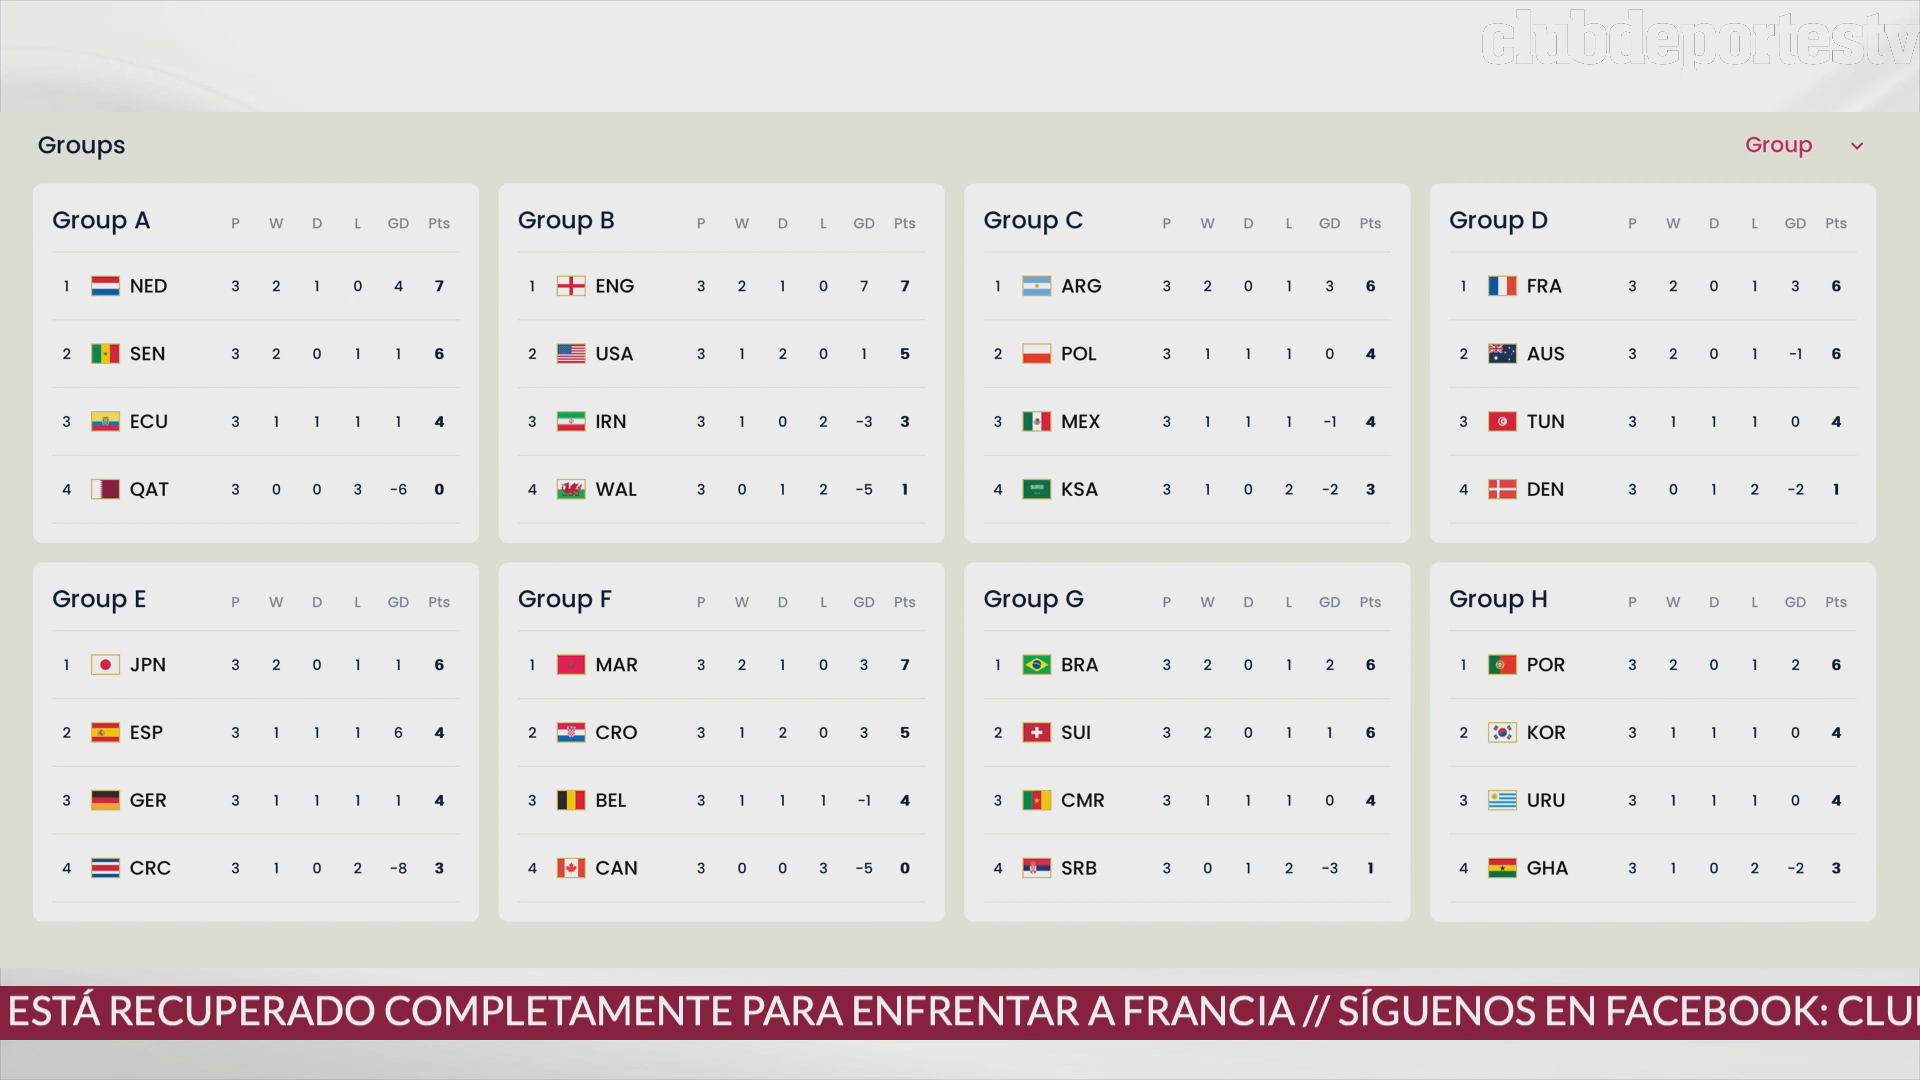 clubdeportestv
Groups Group
Group A P W D L GD Pts
1 NED 3 2 1 0 4 7
2 SEN 3 2 0 1 1 6
3 ECU 3 1 1 1 1 4
4 QAT 3 0 0 3 -6 0
Group B P W D L GD Pts
1 ENG 3 2 1 0 7 7
2 USA 3 1 2 0 1 5
3 IRN 3 1 0 2 -3 3
4 WAL 3 0 1 2 -5 1
Group C P W D L GD Pts
1 ARG 3 2 0 1 3 6
2 POL 3 1 1 1 0 4
3 MEX 3 1 1 1 -1 4
4 KSA 3 1 0 2 -2 3
Group D P W D L GD Pts
1 FRA 3 2 0 1 3 6
2 AUS 3 2 0 1 -1 6
3 TUN 3 1 1 1 0 4
4 DEN 3 0 1 2 -2 1
Group E P W D L GD Pts
1 JPN 3 2 0 1 1 6
2 ESP 3 1 1 1 6 4
3 GER 3 1 1 1 1 4
4 CRC 3 1 0 2 -8 3
Group F P W D L GD Pts
1 MAR 3 2 1 0 3 7
2 CRO 3 1 2 0 3 5
3 BEL 3 1 1 1 -1 4
4 CAN 3 0 0 3 -5 0
Group G P W D L GD Pts
1 BRA 3 2 0 1 2 6
2 SUI 3 2 0 1 1 6
3 CMR 3 1 1 1 0 4
4 SRB 3 0 1 2 -3 1
Group H P W D L GD Pts
1 POR 3 2 0 1 2 6
2 KOR 3 1 1 1 0 4
3 URU 3 1 1 1 0 4
4 GHA 3 1 0 2 -2 3
ESTÁ RECUPERADO COMPLETAMENTE PARA ENFRENTAR A FRANCIA // SÍGUENOS EN FACEBOOK: CLU